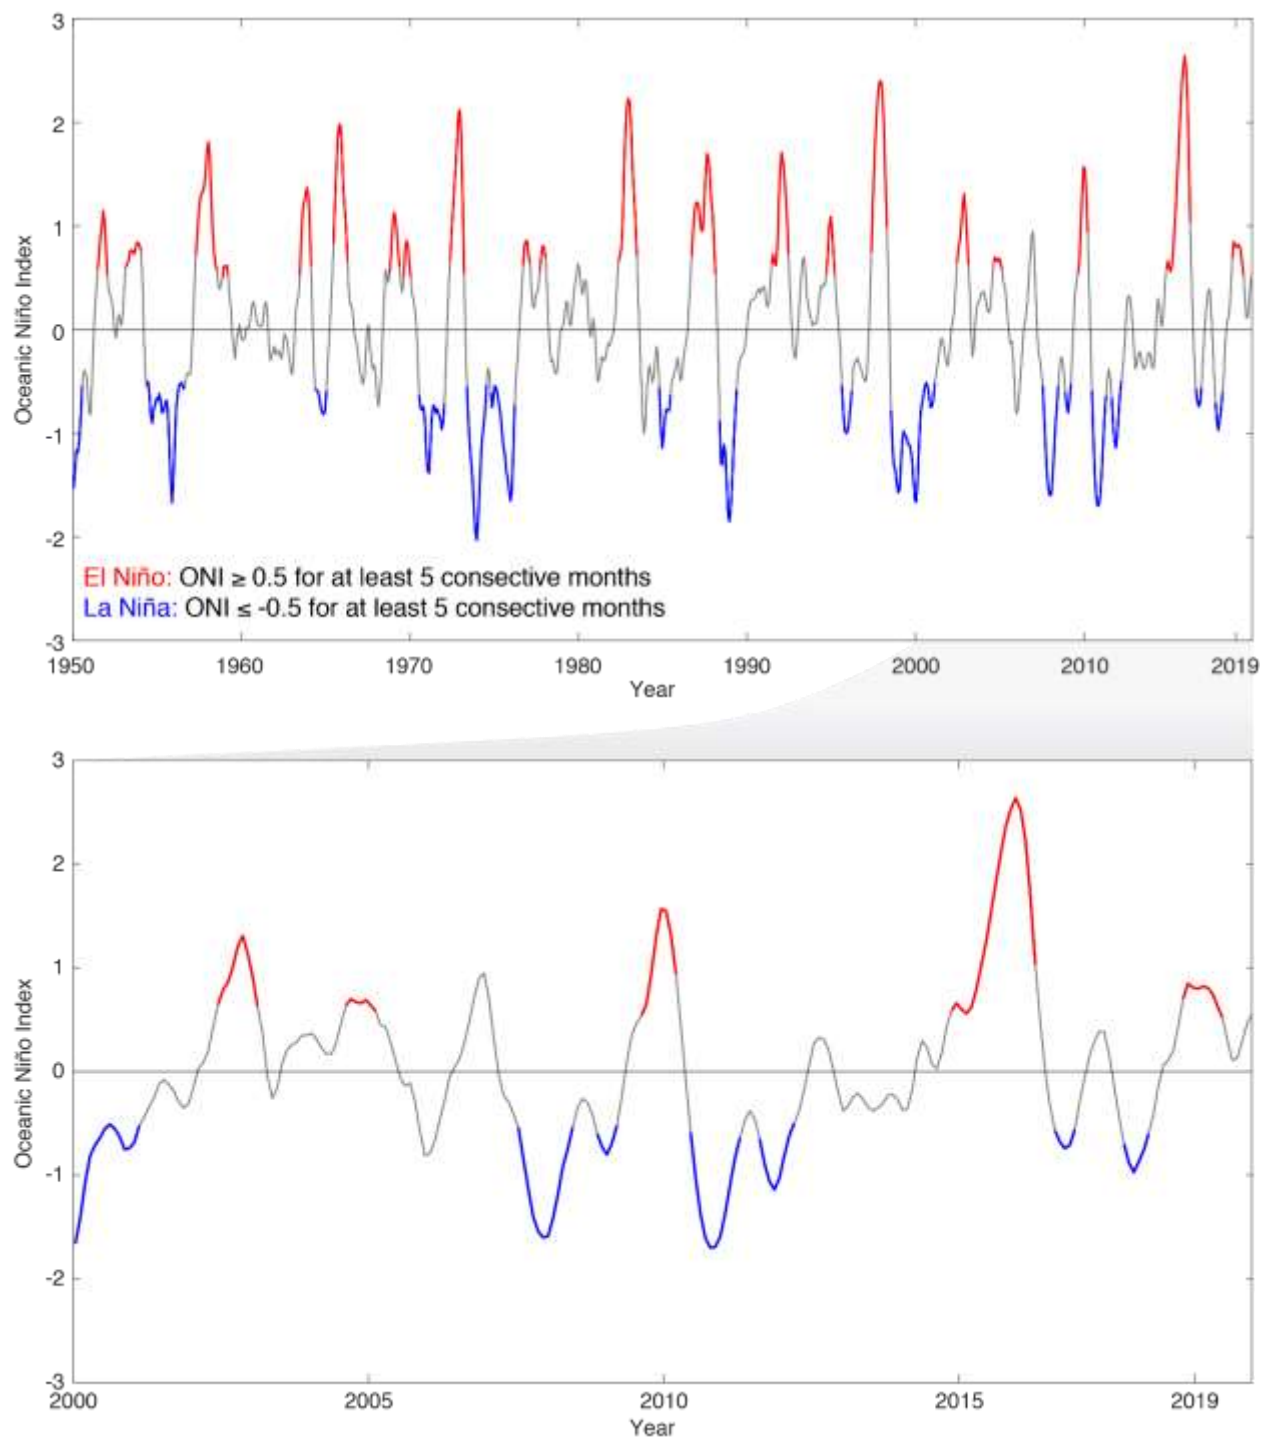 3
2
1
0
-1
-2
-3
Oceanic Niño Index
El Niño: ONI ≥ 0.5 for at least 5 consective months
La Niña: ONI ≤ -0.5 for at least 5 consective months
1950 1960 1970 1980 1990 2000 2010 2019
Year
3
2
1
0
-1
-2
-3
Oceanic Niño Index
2000 2005 2010 2015 2019
Year